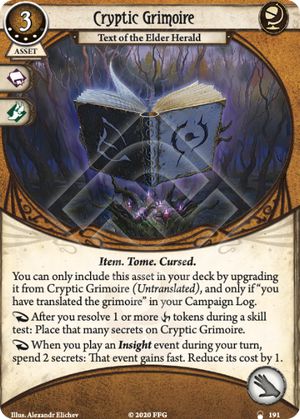 3
Cryptic Grimoire
Text of the Elder Herald
ASSET
Item. Tome. Cursed.
You can only include this asset in your deck by upgrading
it from Cryptic Grimoire (Untranslated), and only if "you
have translated the grimoire" in your Campaign Log.
After you resolve 1 or more tokens during a skill
test: Place that many secrets on Cryptic Grimoire.
When you play an Insight event during your turn,
spend 2 secrets: That event gains fast. Reduce its cost by 1.
Illus. Alexandr Elichev
© 2020 FFG
191